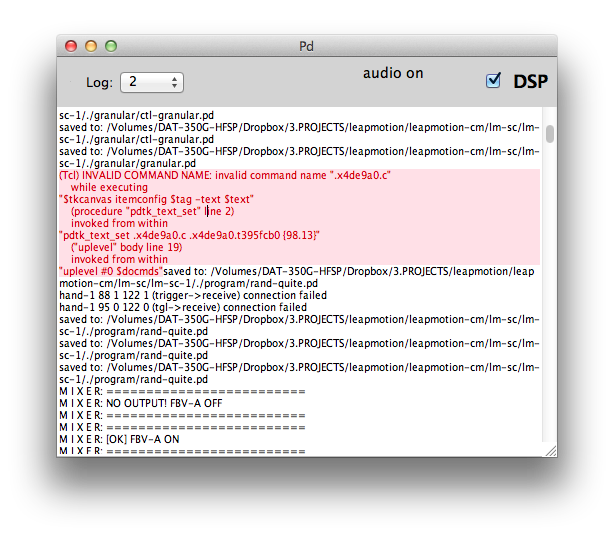 Pd
Log: 2
audio on
DSP
sc-1/./granular/ctl-granular.pd
saved to: /Volumes/DAT-350G-HFSP/Dropbox/3.PROJECTS/leapmotion/leapmotion-cm/lm-sc/lm-
sc-1/./granular/ctl-granular.pd
saved to: /Volumes/DAT-350G-HFSP/Dropbox/3.PROJECTS/leapmotion/leapmotion-cm/lm-sc/lm-
sc-1/./granular/granular.pd
(Tcl) INVALID COMMAND NAME: invalid command name ".x4de9a0.c"
while executing
"$tkcanvas itemconfig $tag -text $text"
(procedure "pdtk_text_set" line 2)
invoked from within
"pdtk_text_set .x4de9a0.c .x4de9a0.t395fcb0 {98.13}"
("uplevel" body line 19)
invoked from within
"uplevel #0 $docmds"saved to: /Volumes/DAT-350G-HFSP/Dropbox/3.PROJECTS/leapmotion/leap
motion-cm/lm-sc/lm-sc-1/./program/rand-quite.pd
hand-1 88 1 122 1 (trigger->receive) connection failed
hand-1 95 0 122 0 (tgl->receive) connection failed
saved to: /Volumes/DAT-350G-HFSP/Dropbox/3.PROJECTS/leapmotion/leapmotion-cm/lm-sc/lm-
sc-1/./program/rand-quite.pd
saved to: /Volumes/DAT-350G-HFSP/Dropbox/3.PROJECTS/leapmotion/leapmotion-cm/lm-sc/lm-
sc-1/./program/rand-quite.pd
saved to: /Volumes/DAT-350G-HFSP/Dropbox/3.PROJECTS/leapmotion/leapmotion-cm/lm-sc/lm-
sc-1/./program/rand-quite.pd
M I X E R: =========================
M I X E R: NO OUTPUT! FBV-A OFF
M I X E R: =========================
M I X E R: =========================
M I X E R: [OK] FBV-A ON
M I X E R: =========================